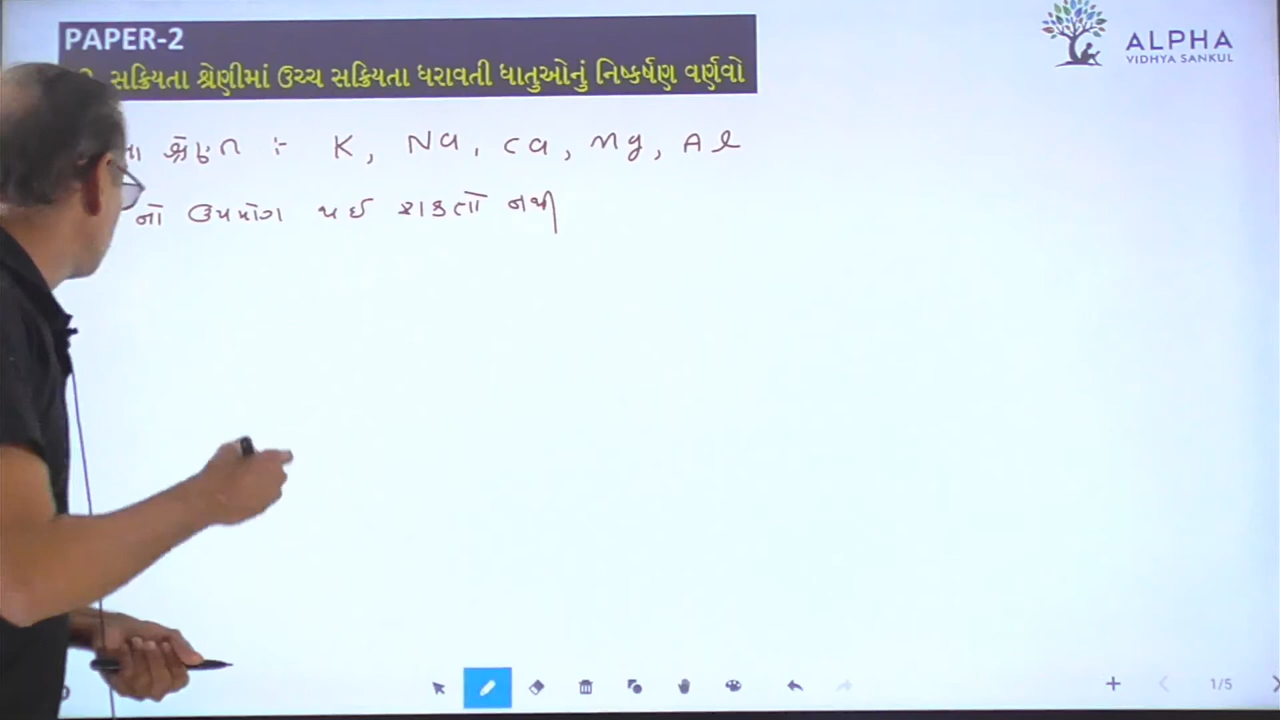 PAPER-2
સક્રિયતા શ્રેણીમાં ઉચ્ચ સક્રિયતા ધરાવતી ધાતુઓનું નિષ્કર્ષણ વર્ણવો
ALPHA
VIDHYA SANKUL
:- K, Na, Ca, Mg, Al
નો ઉપયોગ થઈ શકતો નથી
1/5